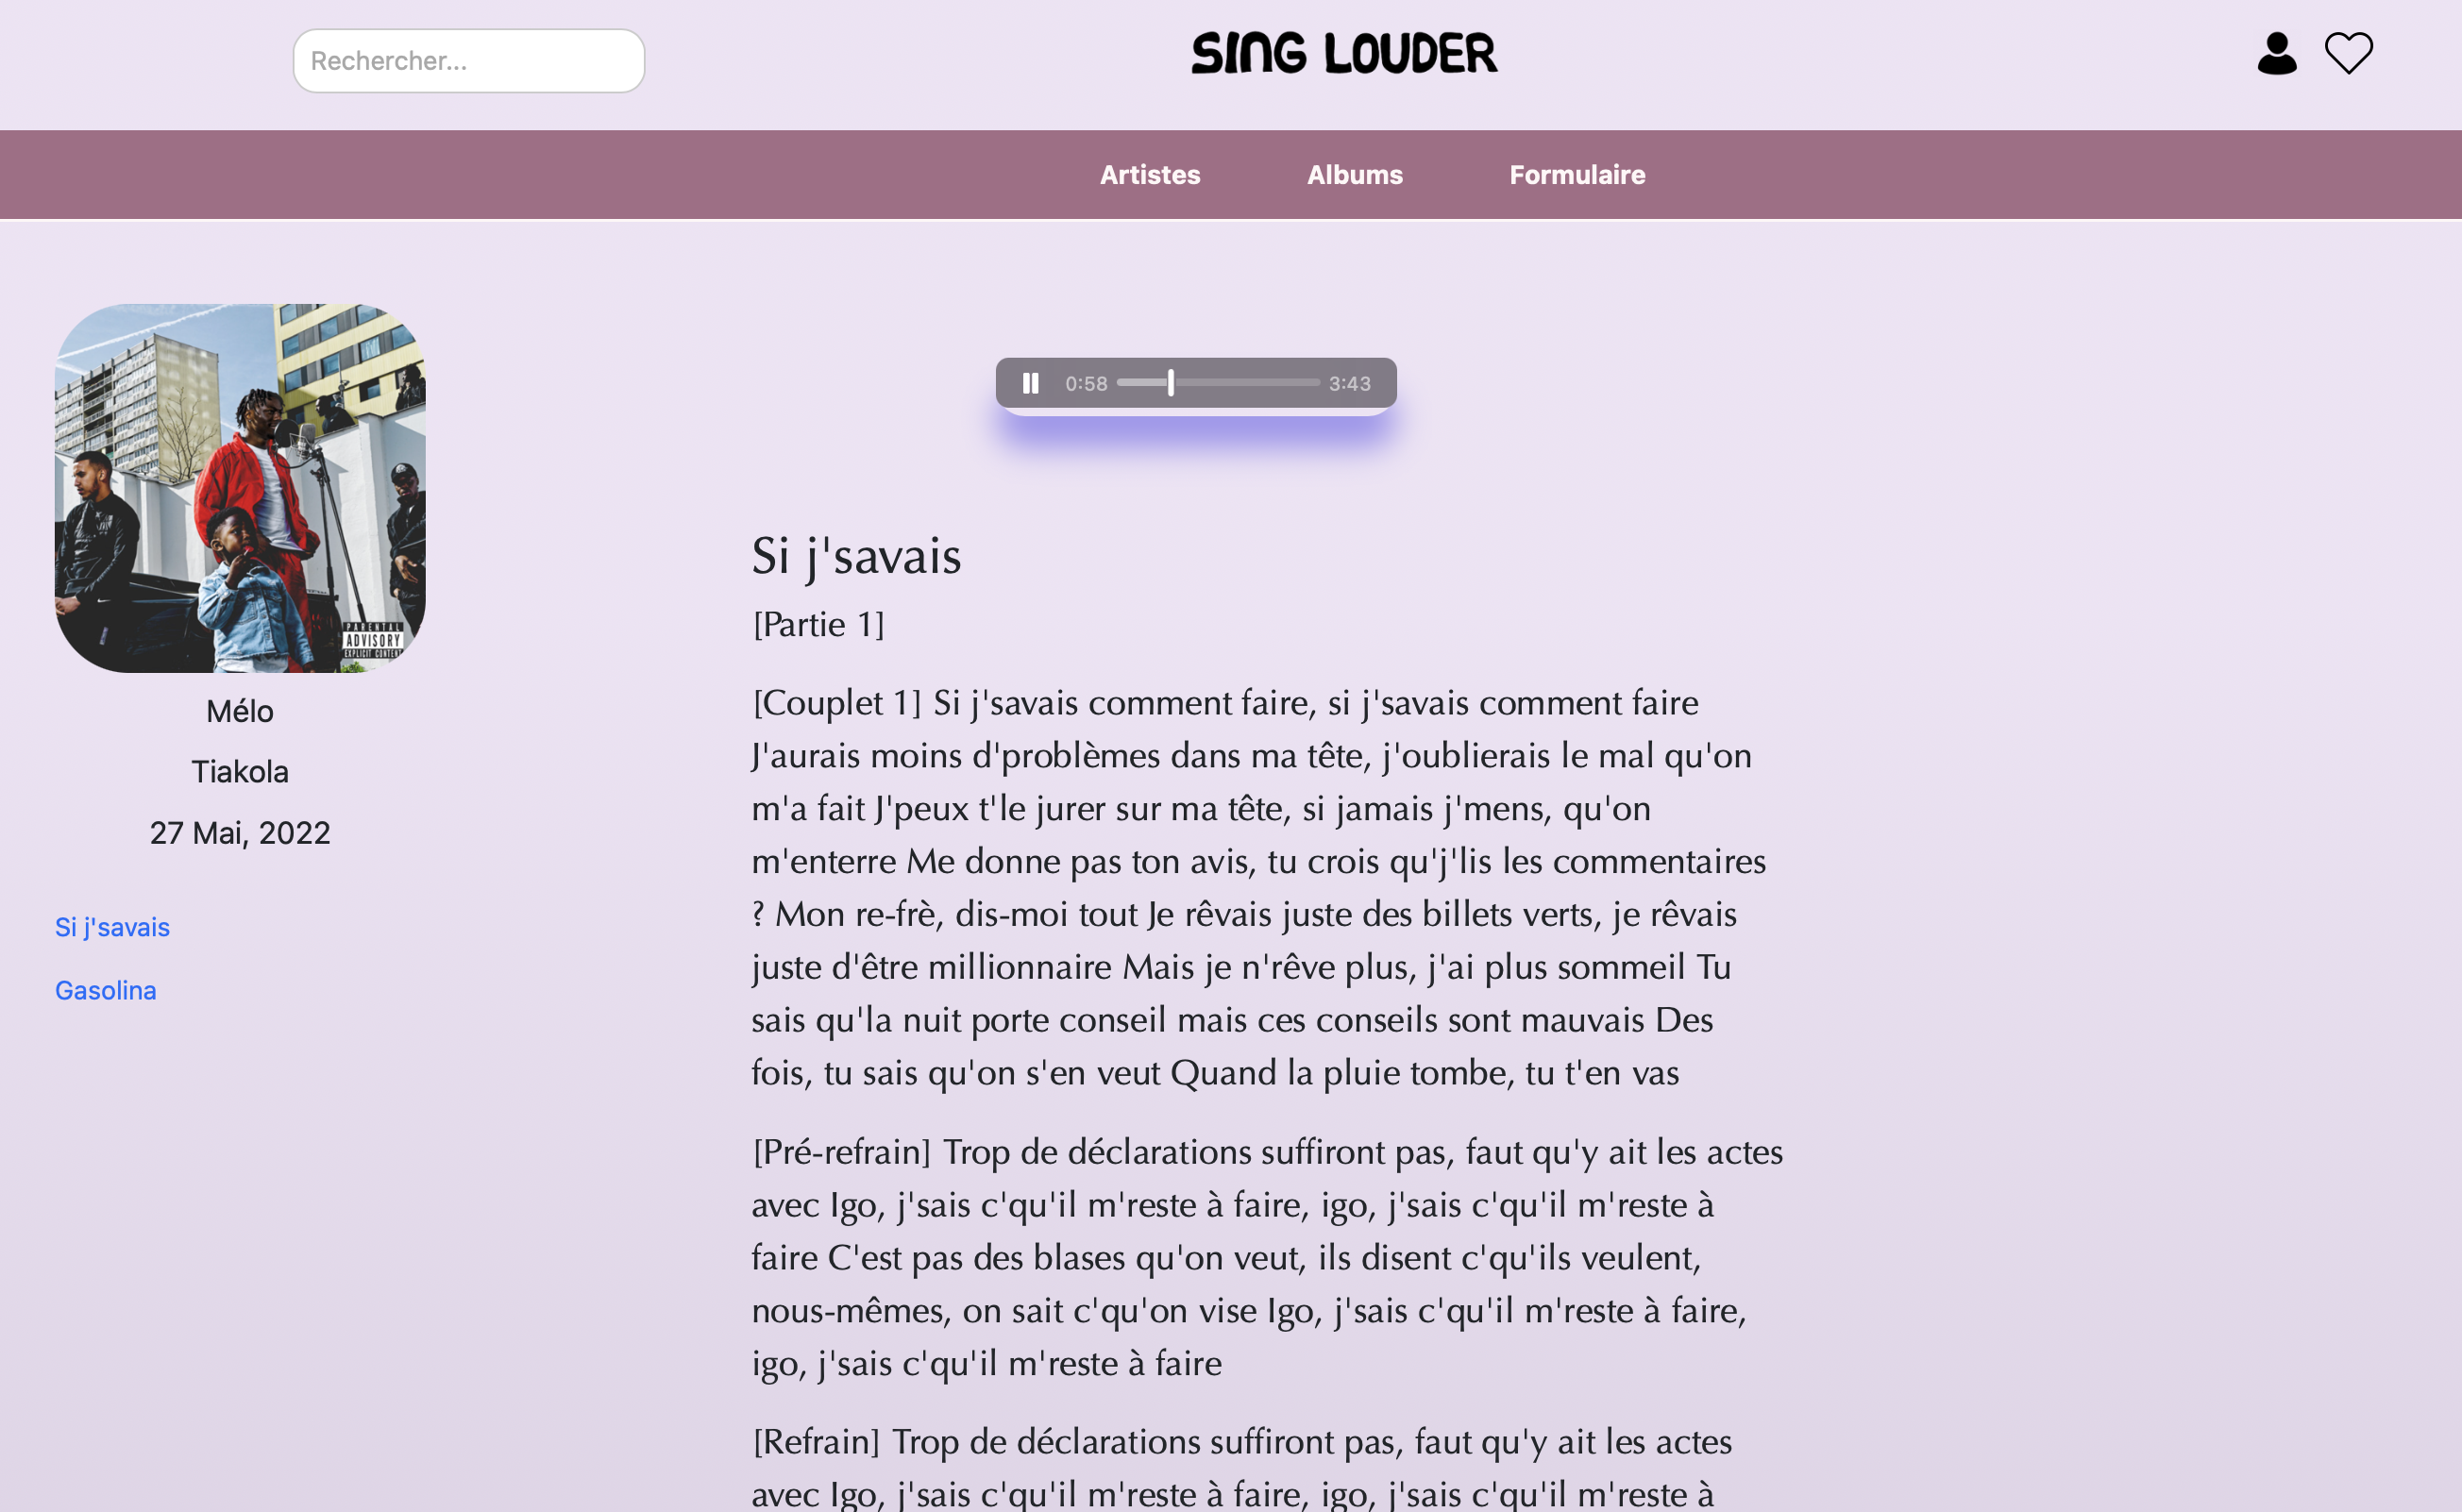 Rechercher...
SING LOUDER
Artistes
Albums
Formulaire
0:58
3:43
PARENTAL
ADVISORY
EXPLICIT CONTENT
Mélo
Tiakola
27 Mai, 2022
Si j'savais
Gasolina
Si j'savais
[Partie 1]
[Couplet 1] Si j'savais comment faire, si j'savais comment faire
J'aurais moins d'problèmes dans ma tête, j'oublierais le mal qu'on
m'a fait J'peux t'le jurer sur ma tête, si jamais j'mens, qu'on
m'enterre Me donne pas ton avis, tu crois qu'j'lis les commentaires
? Mon re-frè, dis-moi tout Je rêvais juste des billets verts, je rêvais
juste d'être millionnaire Mais je n'rêve plus, j'ai plus sommeil Tu
sais qu'la nuit porte conseil mais ces conseils sont mauvais Des
fois, tu sais qu'on s'en veut Quand la pluie tombe, tu t'en vas
[Pré-refrain] Trop de déclarations suffiront pas, faut qu'y ait les actes
avec Igo, j'sais c'qu'il m'reste à faire, igo, j'sais c'qu'il m'reste à
faire C'est pas des blases qu'on veut, ils disent c'qu'ils veulent,
nous-mêmes, on sait c'qu'on vise Igo, j'sais c'qu'il m'reste à faire,
igo, j'sais c'qu'il m'reste à faire
[Refrain] Trop de déclarations suffiront pas, faut qu'y ait les actes
avec Igo, j'sais c'qu'il m'reste à faire, igo, j'sais c'qu'il m'reste à